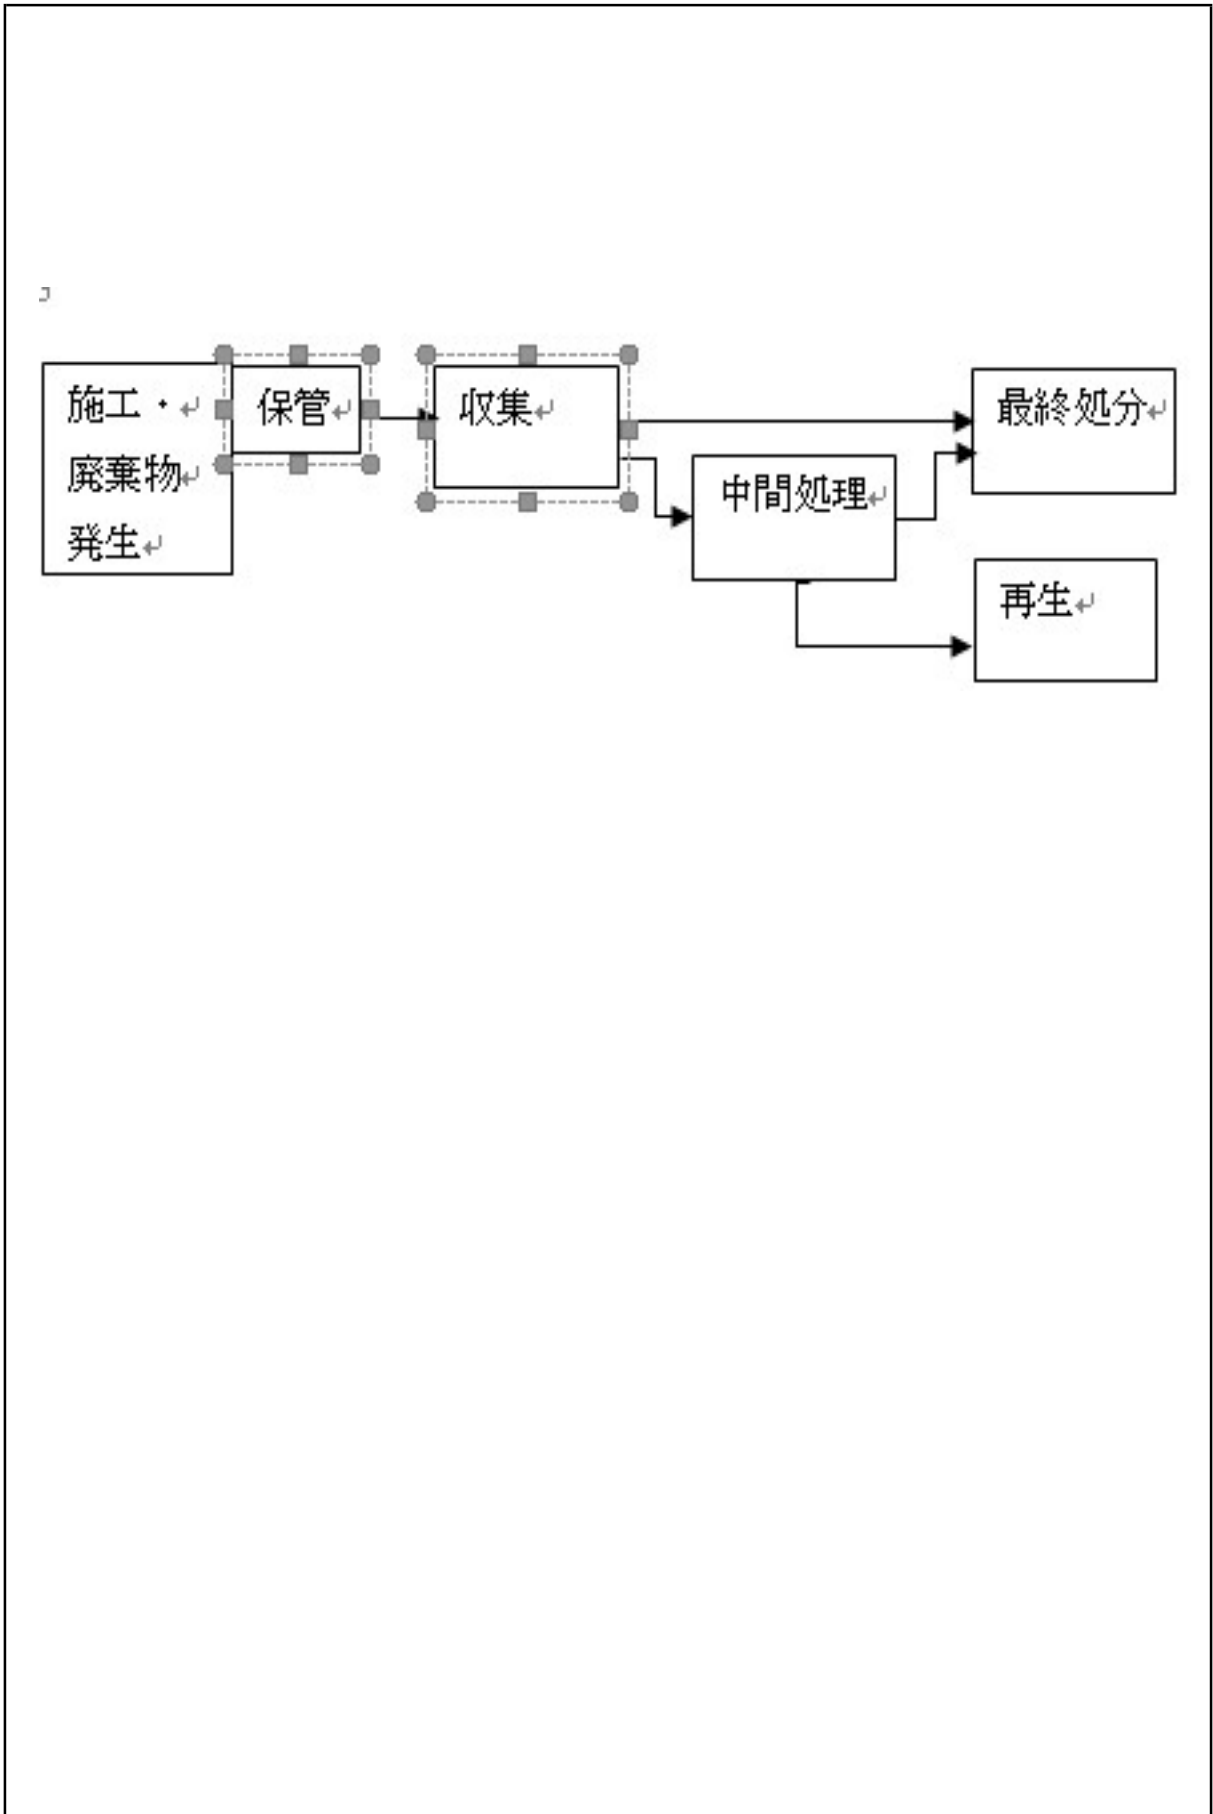 施工・
廃棄物
発生
保管
収集
中間処理
最終処分
再生